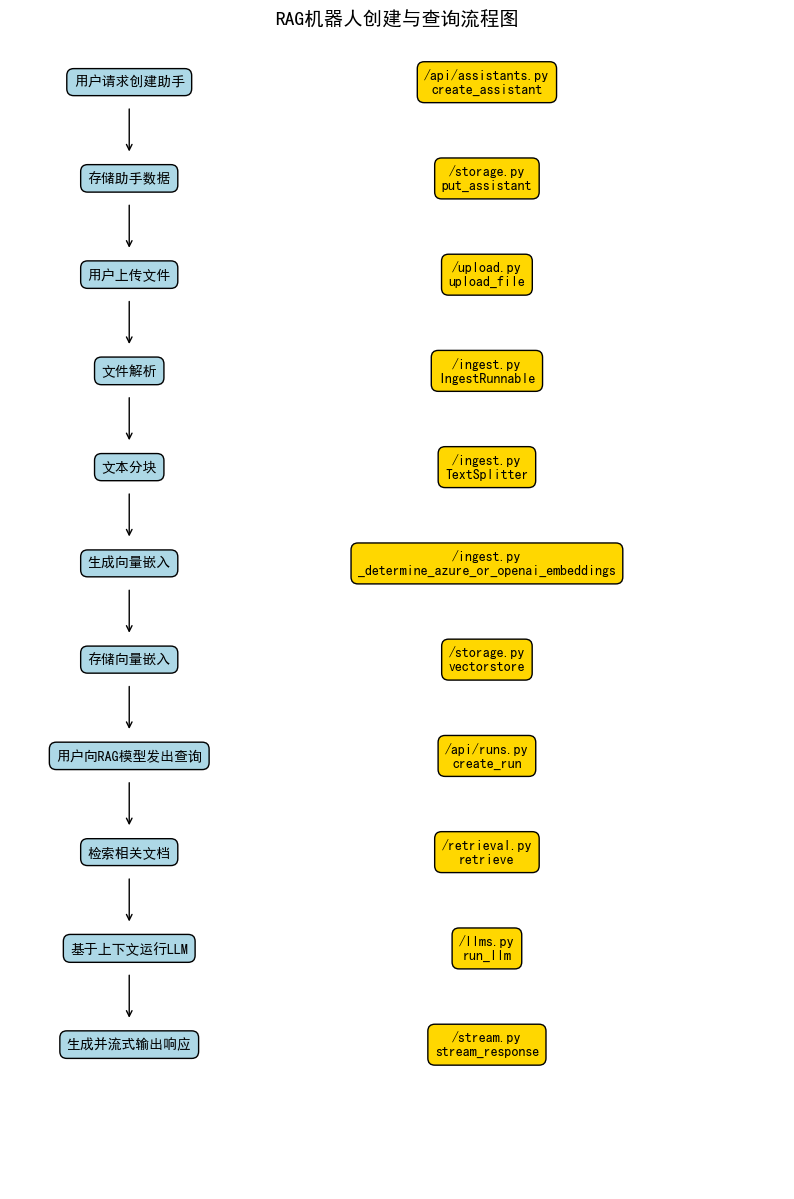 RAG机器人创建与查询流程图
用户请求创建助手
/api/assistants.py
create_assistant
存储助手数据
/storage.py
put_assistant
用户上传文件
/upload.py
upload_file
文件解析
/ingest.py
IngestRunnable
文本分块
/ingest.py
TextSplitter
生成向量嵌入
/ingest.py
_determine_azure_or_openai_embeddings
存储向量嵌入
/storage.py
vectorstore
用户向RAG模型发出查询
/api/runs.py
create_run
检索相关文档
/retrieval.py
retrieve
基于上下文运行LLM
/llms.py
run_llm
生成并流式输出响应
/stream.py
stream_response